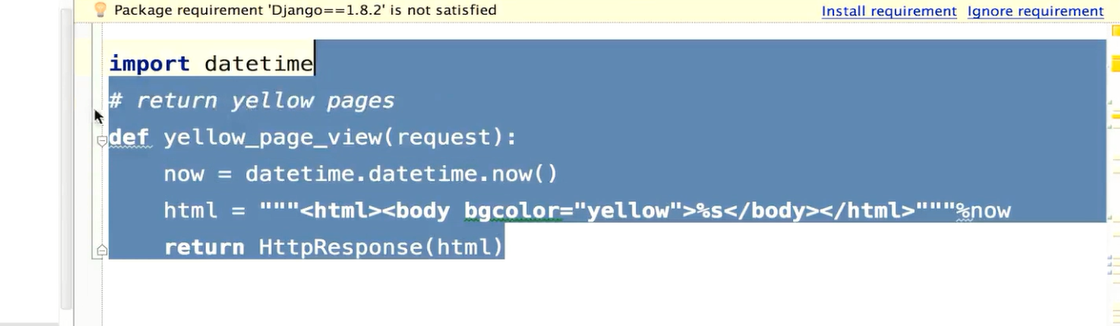 Package requirement 'Django==1.8.2' is not satisfied Install requirement Ignore requirement
import datetime
# return yellow pages
def yellow_page_view(request):
    now = datetime.datetime.now()
    html = """<html><body bgcolor="yellow">%s</body></html>"""%now
    return HttpResponse(html)